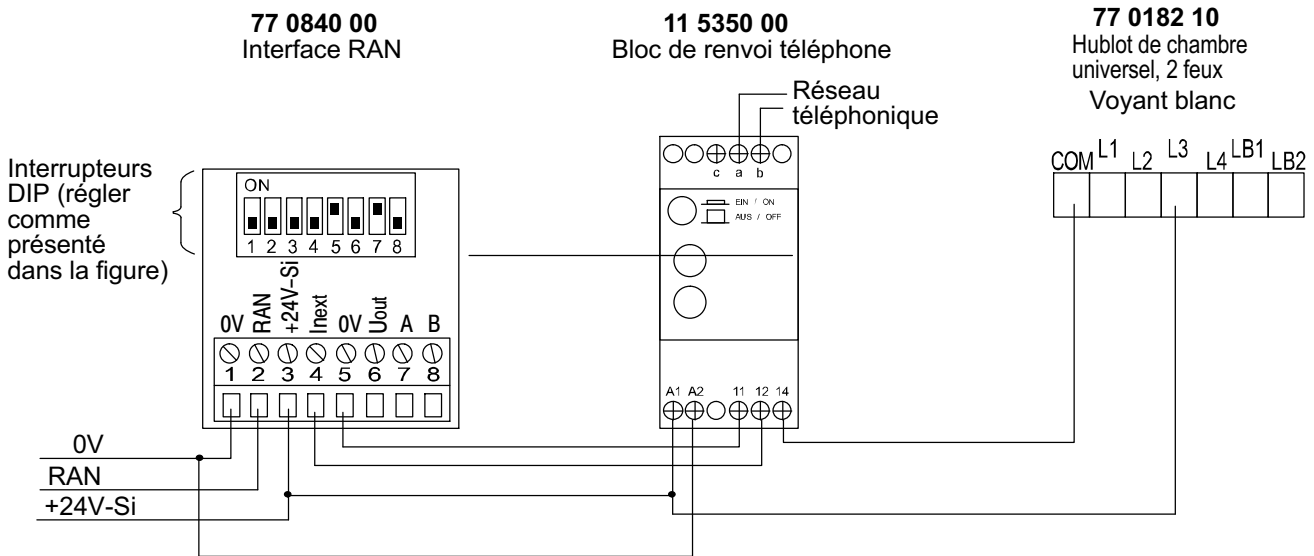 77 0840 00
Interface RAN
11 5350 00
Bloc de renvoi téléphone
77 0182 10
Hublot de chambre
universel, 2 feux
Voyant blanc
Réseau
téléphonique
Interrupteurs
DIP (régler
comme
présenté
dans la figure)
ON
1 2 3 4 5 6 7 8
0V RAN +24V-Si Inext 0V Uout A B
1 2 3 4 5 6 7 8
c a b
EIN / ON
AUS / OFF
A1 A2 11 12 14
COM L1 L2 L3 L4 LB1 LB2
0V
RAN
+24V-Si